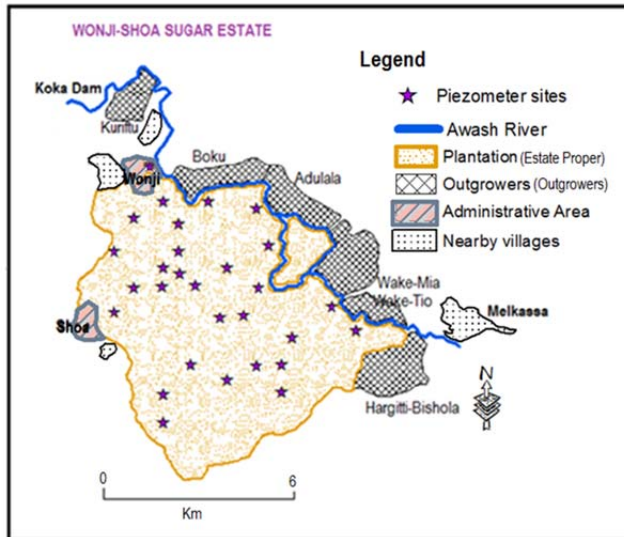 WONJI-SHOA SUGAR ESTATE
Legend
Piezometer sites
Awash River
Plantation (Estate Proper)
Outgrowers (Outgrowers)
Administrative Area
Nearby villages
Koka Dam
Kuriftu
Wonji
Boku
Adulala
Wake-Mia
Wake-Tio
Melkassa
Shoa
Hargitti-Bishola
N
0 6
Km